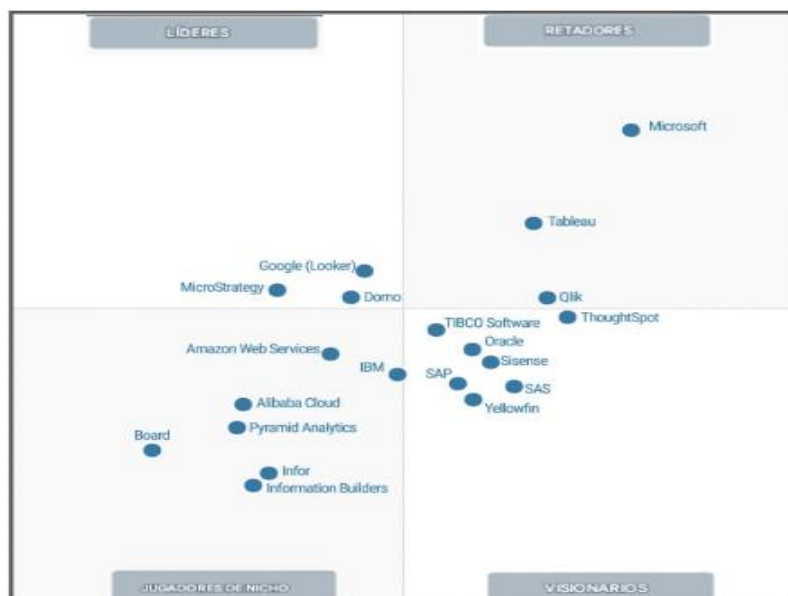 LÍDERES
RETADORES
Microsoft
Tableau
Google (Looker)
MicroStrategy
Domo
Qlik
ThoughtSpot
TIBCO Software
Oracle
Amazon Web Services
Sisense
IBM
SAP
SAS
Yellowfin
Alibaba Cloud
Pyramid Analytics
Board
Infor
Information Builders
JUGADORES DE NICHO
VISIONARIOS